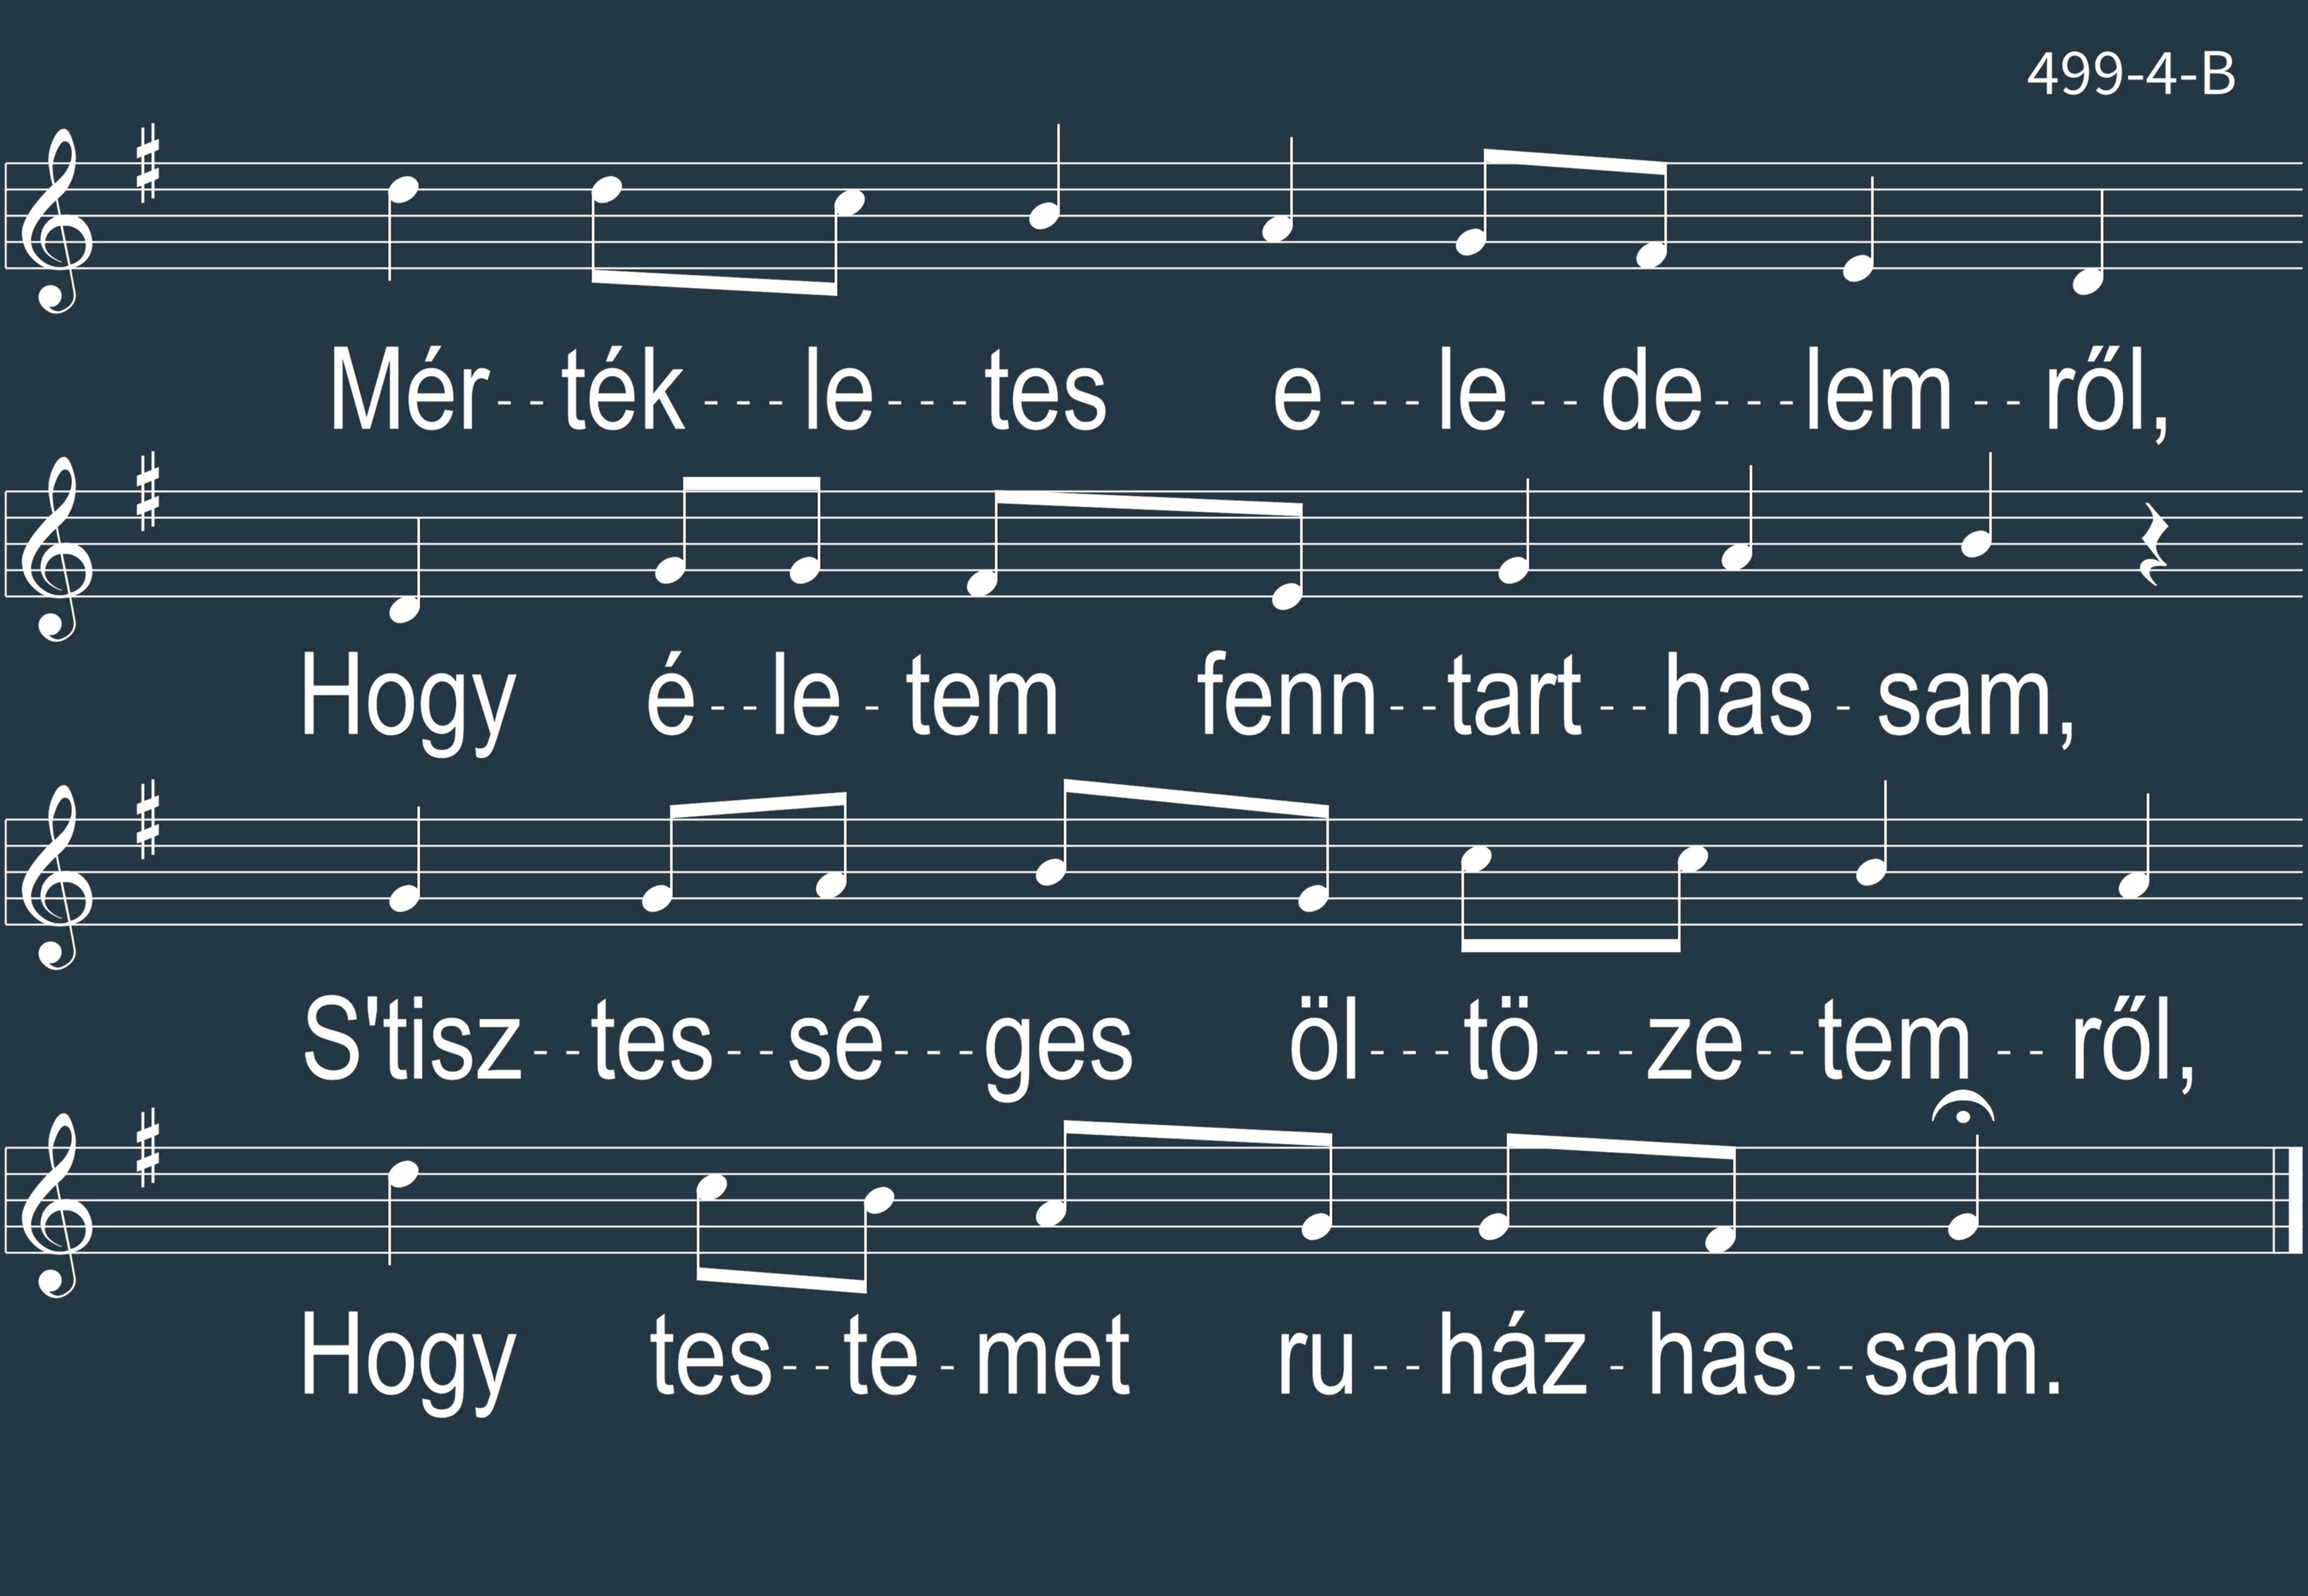 499-4-B
Mér--ték---le---tes e---le--de---lem--ről,
Hogy é--le-tem fenn--tart--has-sam,
S'tisz--tes--sé---ges öl---tö---ze--tem--ről,
Hogy tes--te-met ru--ház-has--sam.